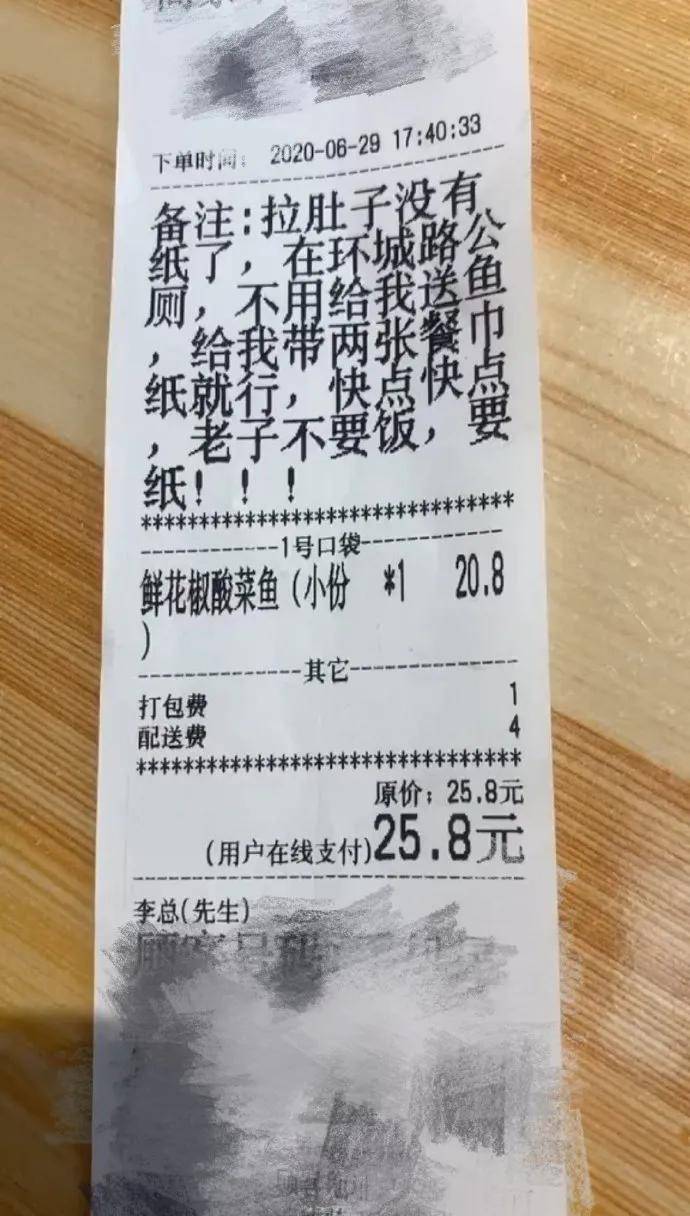 下单时间: 2020-06-29 17:40:33
备注:拉肚子没有
纸了，在环城路公
厕，不用给我送鱼
，给我带两张餐巾
纸就行，快点快点
，老子不要饭，要
纸！！！
********************************
------------1号口袋------------
鲜花椒酸菜鱼（小份 *1 20.8
）
--------------其它--------------
打包费 1
配送费 4
********************************
原价：25.8元
(用户在线支付)25.8元
李总(先生)